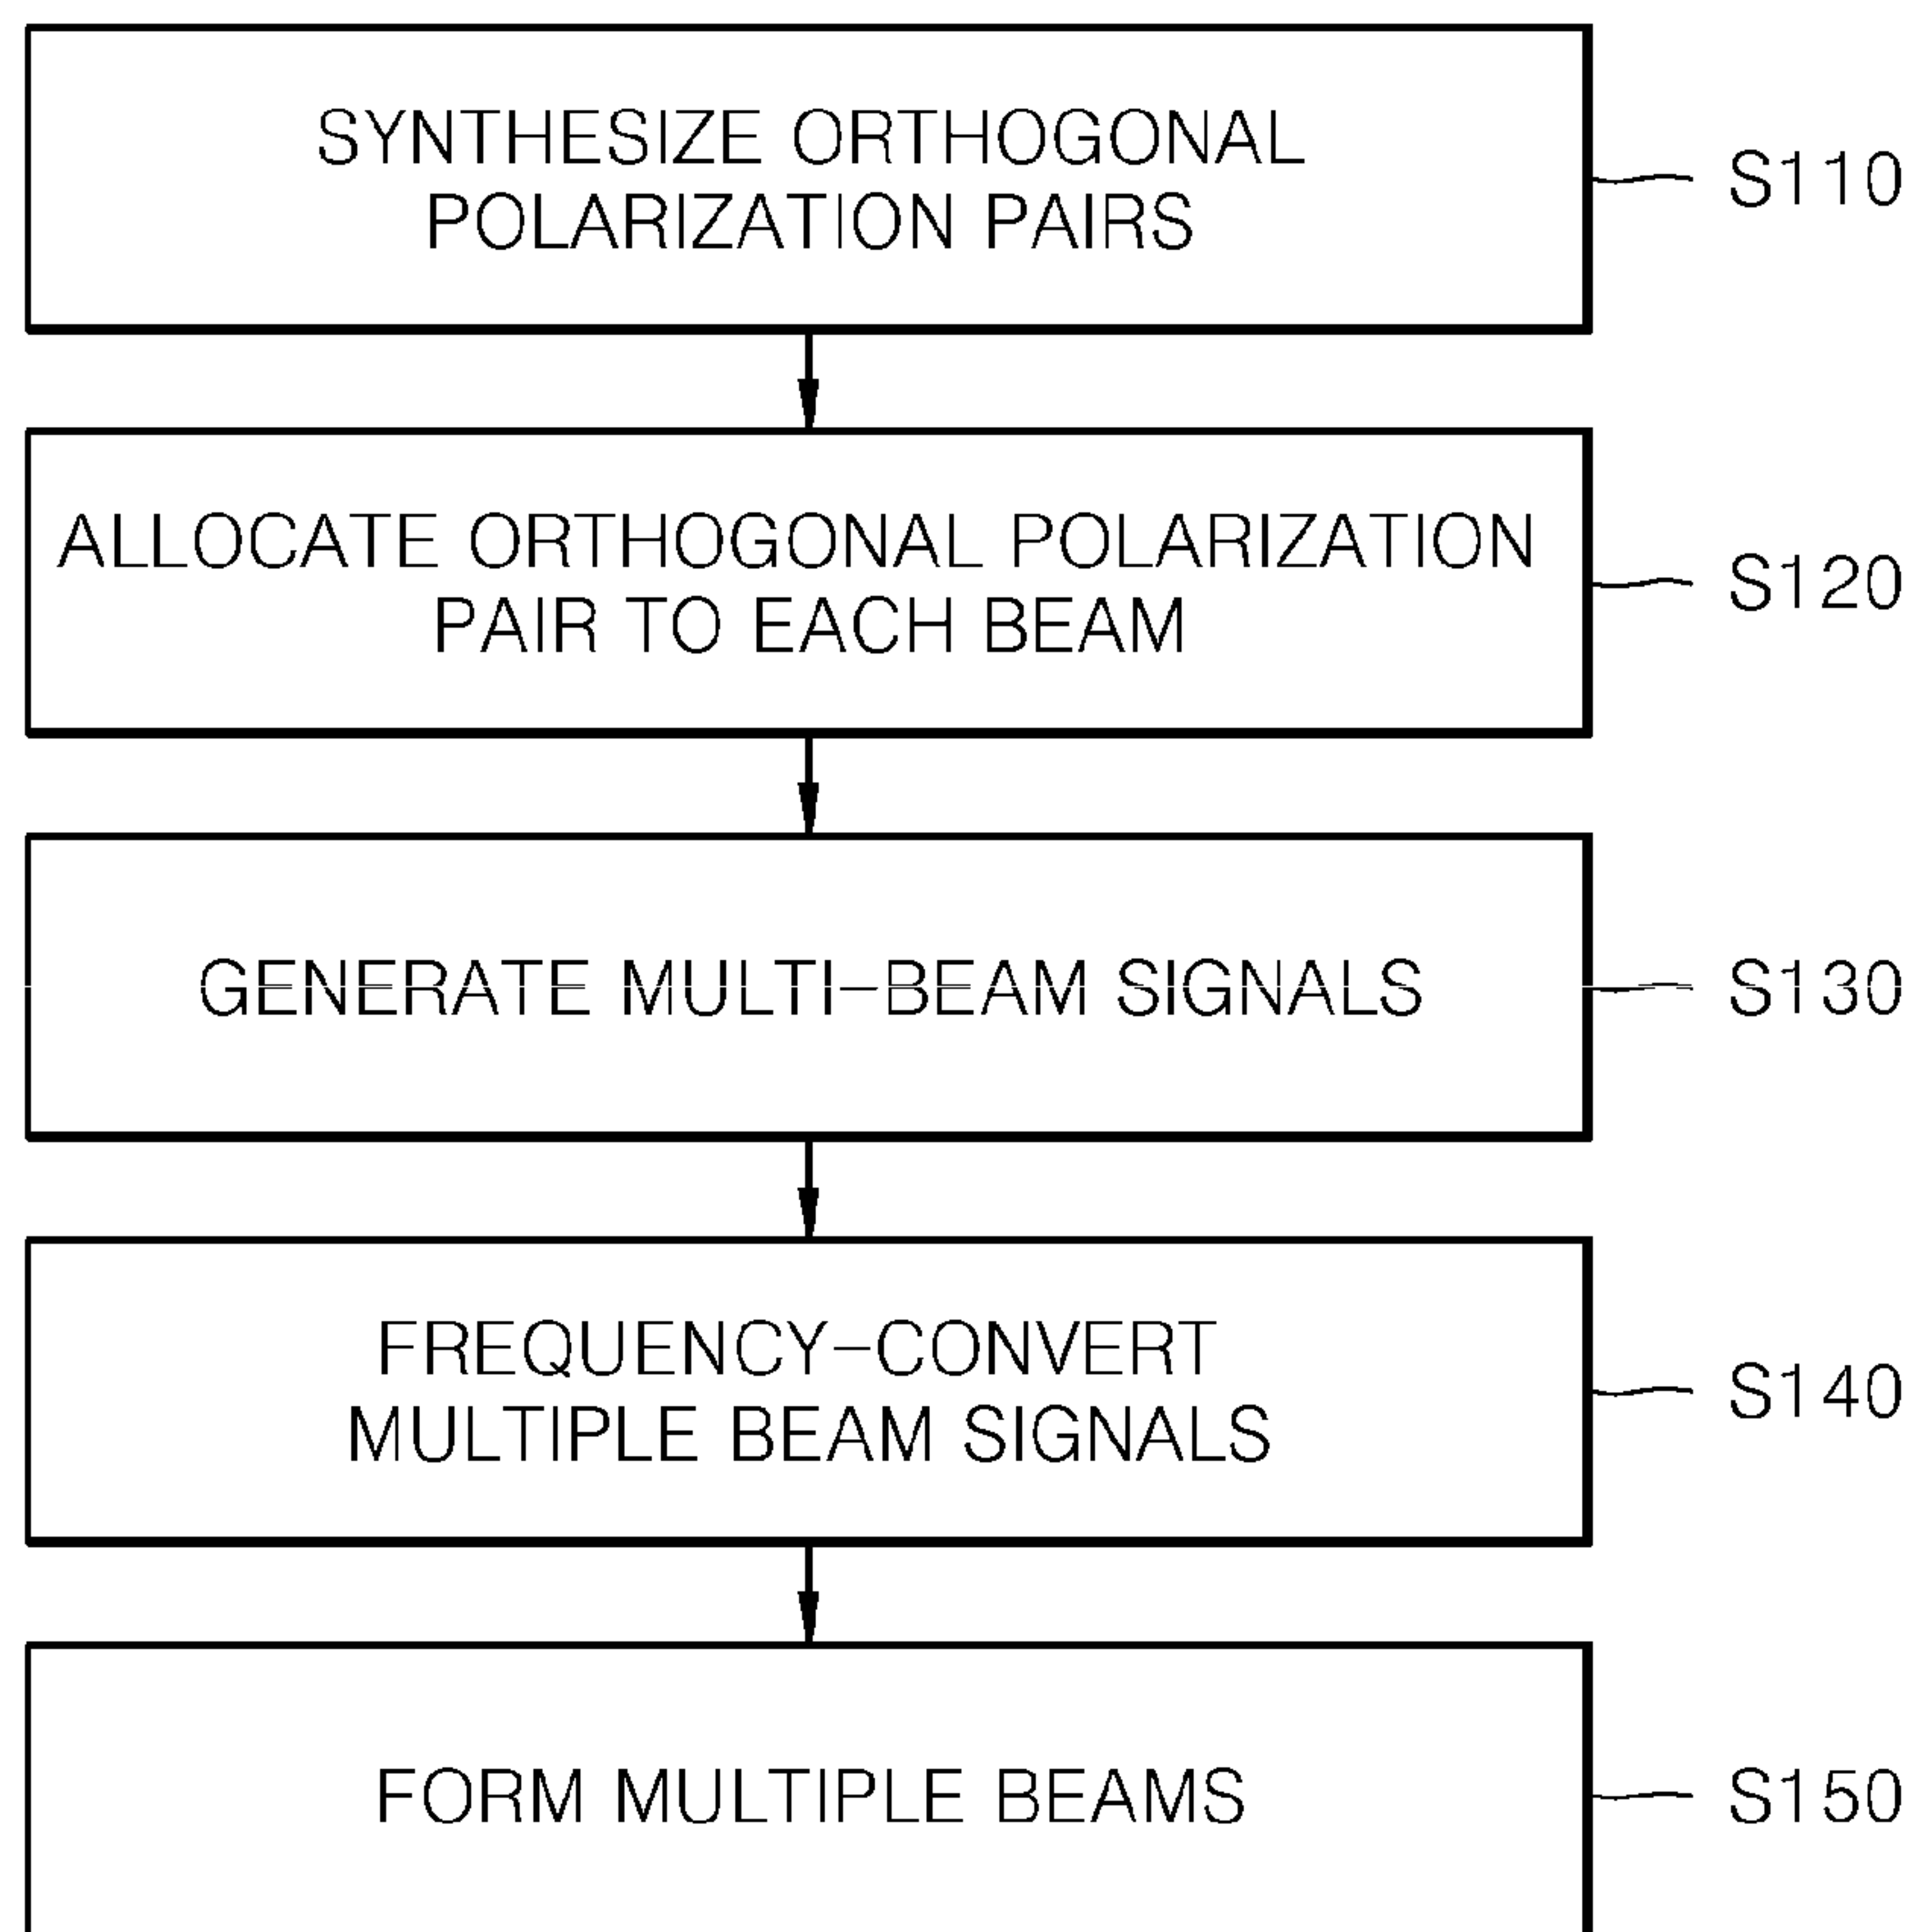 SYNTHESIZE ORTHOGONAL
POLARIZATION PAIRS
S110
ALLOCATE ORTHOGONAL POLARIZATION
PAIR TO EACH BEAM
S120
GENERATE MULTI-BEAM SIGNALS
S130
FREQUENCY-CONVERT
MULTIPLE BEAM SIGNALS
S140
FORM MULTIPLE BEAMS
S150